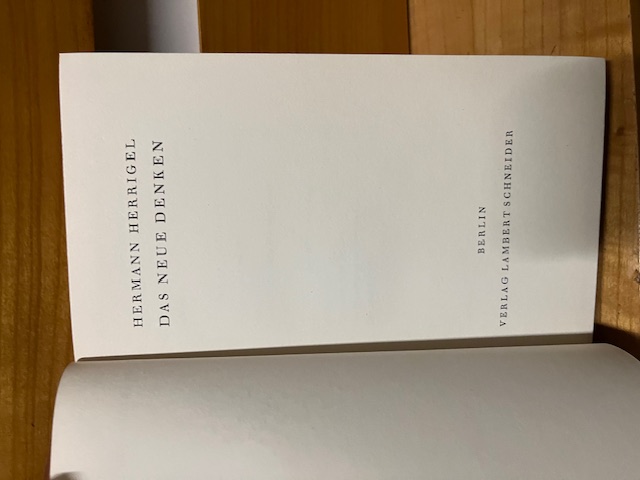 HERMANN HERRIGEL
DAS NEUE DENKEN
BERLIN
VERLAG LAMBERT SCHNEIDER